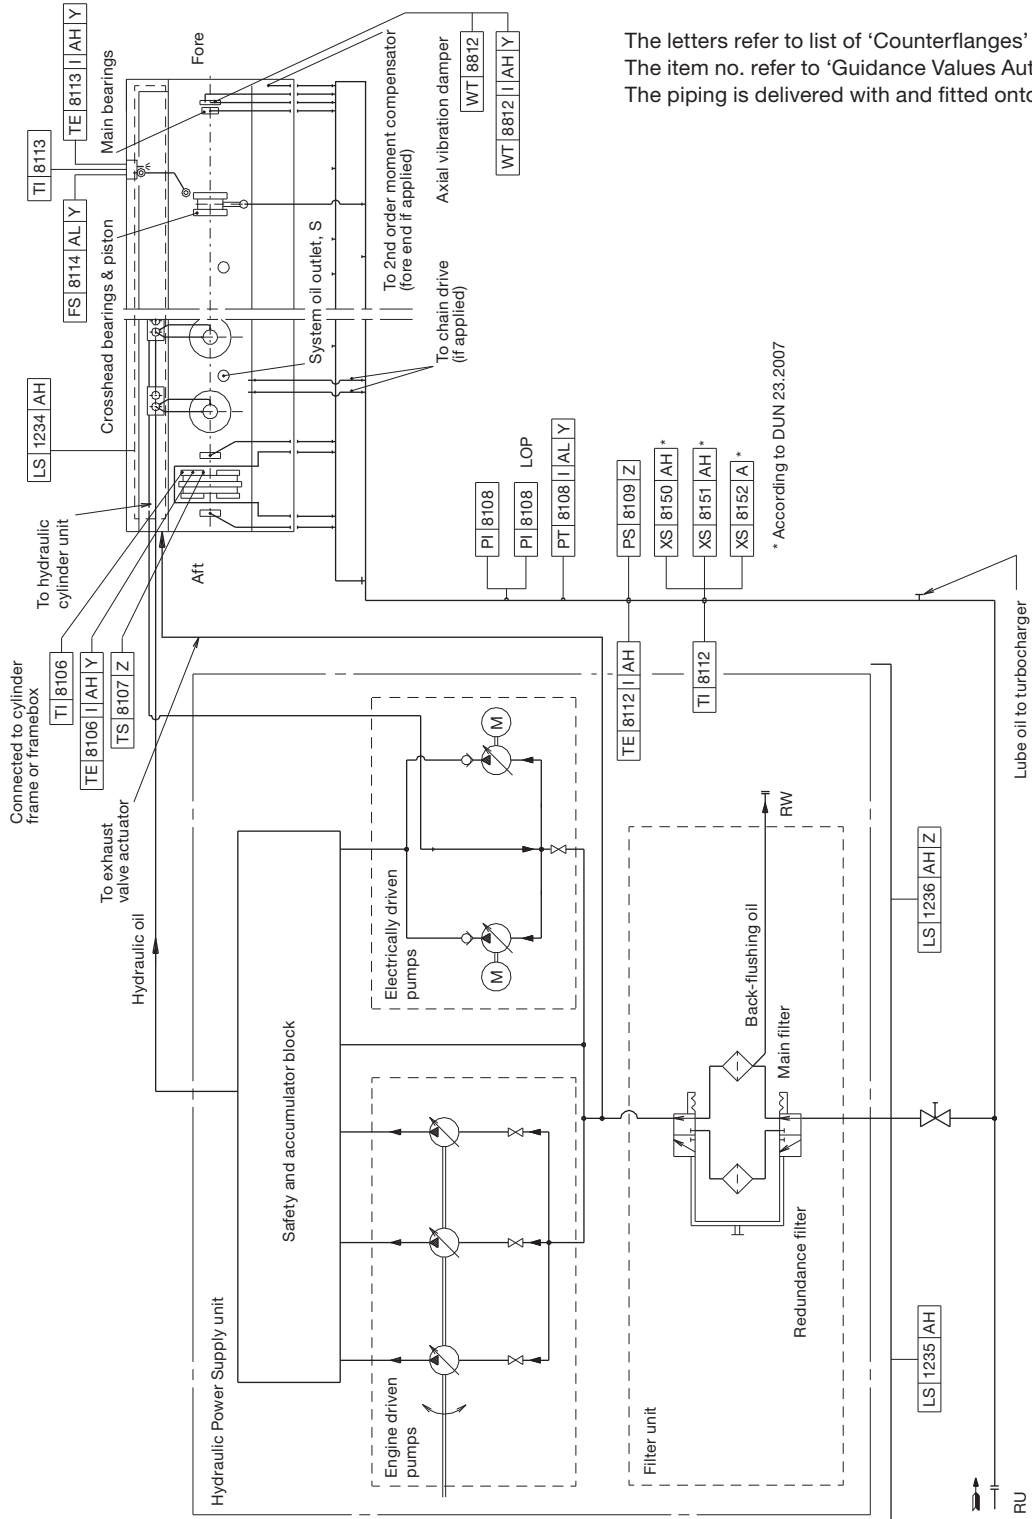 The letters refer to list of ‘Counterflanges’
The item no. refer to ‘Guidance Values Aut
The piping is delivered with and fitted onto
TE 8113 I AH Y
TI 8113
FS 8114 AL Y
LS 1234 AH
Main bearings
Crosshead bearings & piston
Fore
Aft
System oil outlet, S
To 2nd order moment compensator
(fore end if applied)
Axial vibration damper
WT 8812
WT 8812 I AH Y
To chain drive
(if applied)
To hydraulic
cylinder unit
Connected to cylinder
frame or framebox
TI 8106
TE 8106 I AH Y
TS 8107 Z
To exhaust
valve actuator
Hydraulic oil
PI 8108
PI 8108 LOP
PT 8108 I AL Y
PS 8109 Z
TE 8112 I AH
XS 8150 AH *
XS 8151 AH *
XS 8152 A *
TI 8112
* According to DUN 23.2007
Lube oil to turbocharger
Hydraulic Power Supply unit
Safety and accumulator block
Engine driven
pumps
Electrically driven
pumps
M
M
Filter unit
Redundance filter
Main filter
Back-flushing oil
RW
LS 1235 AH
LS 1236 AH Z
RU